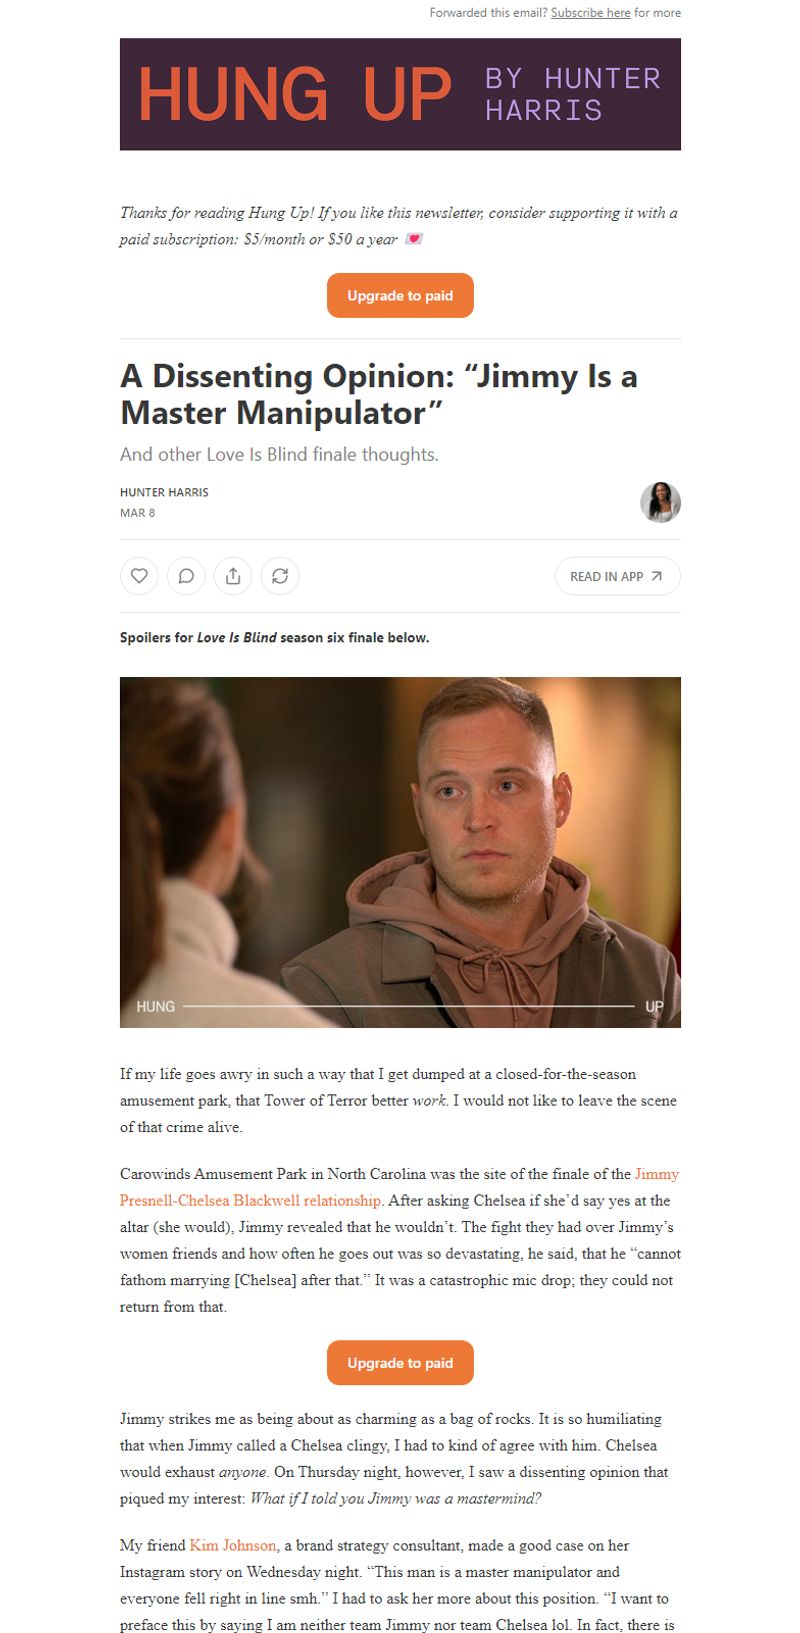 Forwarded this email? Subscribe here for more
HUNG UP
BY HUNTER
HARRIS
Thanks for reading Hung Up! If you like this newsletter, consider supporting it with a
paid subscription: $5/month or $50 a year 💌
Upgrade to paid
A Dissenting Opinion: “Jimmy Is a
Master Manipulator”
And other Love Is Blind finale thoughts.
HUNTER HARRIS
MAR 8
READ IN APP
Spoilers for Love Is Blind season six finale below.
HUNG UP
If my life goes awry in such a way that I get dumped at a closed-for-the-season
amusement park, that Tower of Terror better work. I would not like to leave the scene
of that crime alive.
Carowinds Amusement Park in North Carolina was the site of the finale of the Jimmy
Presnell-Chelsea Blackwell relationship. After asking Chelsea if she’d say yes at the
altar (she would), Jimmy revealed that he wouldn’t. The fight they had over Jimmy’s
women friends and how often he goes out was so devastating, he said, that he “cannot
fathom marrying [Chelsea] after that.” It was a catastrophic mic drop; they could not
return from that.
Upgrade to paid
Jimmy strikes me as being about as charming as a bag of rocks. It is so humiliating
that when Jimmy called a Chelsea clingy, I had to kind of agree with him. Chelsea
would exhaust anyone. On Thursday night, however, I saw a dissenting opinion that
piqued my interest: What if I told you Jimmy was a mastermind?
My friend Kim Johnson, a brand strategy consultant, made a good case on her
Instagram story on Wednesday night. “This man is a master manipulator and
everyone fell right in line smh.” I had to ask her more about this position. “I want to
preface this by saying I am neither team Jimmy nor team Chelsea lol. In fact, there is